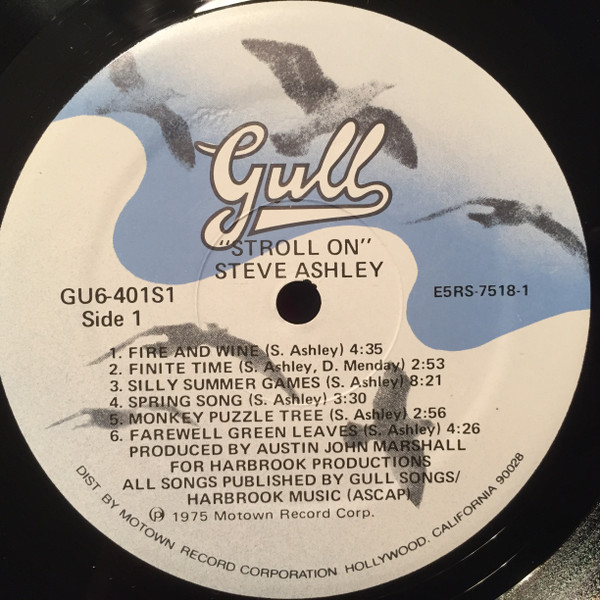 Gull
"STROLL ON"
STEVE ASHLEY
GU6-401S1
Side 1
E5RS-7518-1
1. FIRE AND WINE (S. Ashley) 4:35
2. FINITE TIME (S. Ashley, D. Menday) 2:53
3. SILLY SUMMER GAMES (S. Ashley) 8:21
4. SPRING SONG (S. Ashley) 3:30
5. MONKEY PUZZLE TREE (S. Ashley) 2:56
6. FAREWELL GREEN LEAVES (S. Ashley) 4:26
PRODUCED BY AUSTIN JOHN MARSHALL
FOR HARBROOK PRODUCTIONS
ALL SONGS PUBLISHED BY GULL SONGS/
HARBROOK MUSIC (ASCAP)
℗ 1975 Motown Record Corp.
DIST BY MOTOWN RECORD CORPORATION HOLLYWOOD, CALIFORNIA 90028